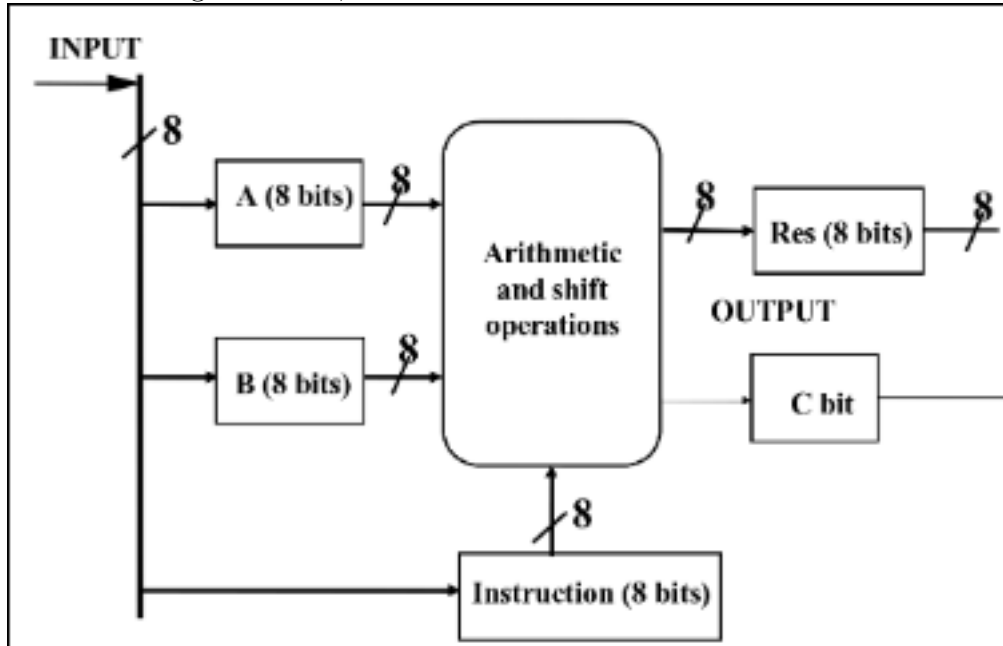 INPUT
8
A (8 bits)
8
Arithmetic
and shift
operations
8
Res (8 bits)
8
OUTPUT
B (8 bits)
8
C bit
8
Instruction (8 bits)